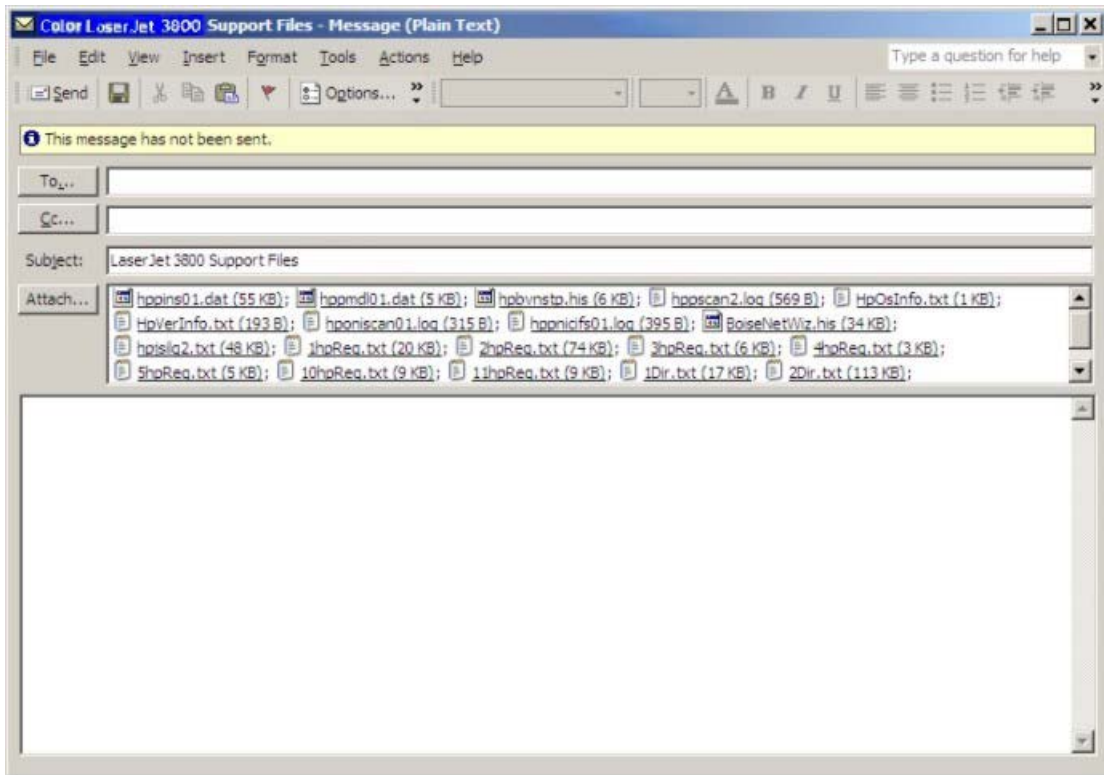 Color LaserJet 3800 Support Files - Message (Plain Text)
File Edit View Insert Format Tools Actions Help Type a question for help
Send Options... A B I U
This message has not been sent.
To...
Cc...
Subject: LaserJet 3800 Support Files
Attach... hppins01.dat (55 KB); hppmdl01.dat (5 KB); hpbvnstp.his (6 KB); hppscan2.log (569 B); HpOsInfo.txt (1 KB);
HpVerInfo.txt (193 B); hponiscan01.log (315 B); hppnicifs01.log (395 B); BoiseNetWiz.his (34 KB);
hpislg2.txt (48 KB); 1hpReg.txt (20 KB); 2hpReg.txt (74 KB); 3hpReg.txt (6 KB); 4hpReg.txt (3 KB);
5hpReg.txt (5 KB); 10hpReg.txt (9 KB); 11hpReg.txt (9 KB); 1Dir.txt (17 KB); 2Dir.txt (113 KB);